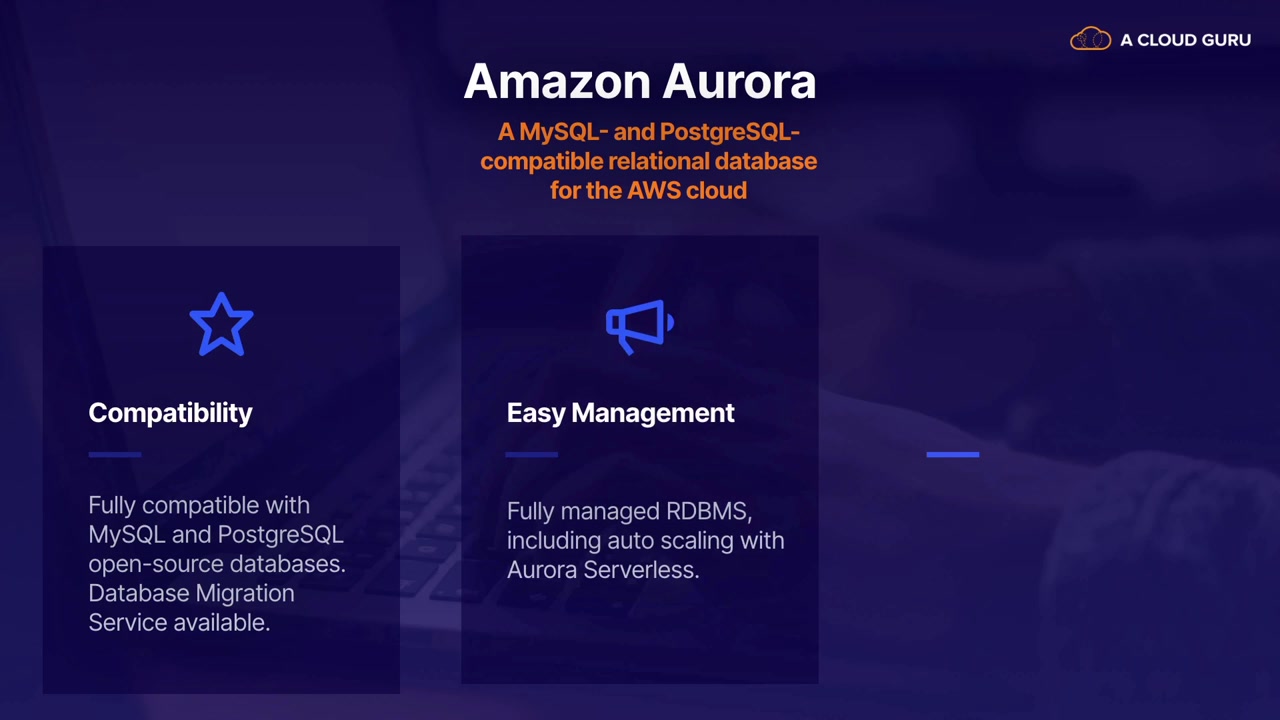 A CLOUD GURU
Amazon Aurora
A MySQL- and PostgreSQL-
compatible relational database
for the AWS cloud
Compatibility
Fully compatible with
MySQL and PostgreSQL
open-source databases.
Database Migration
Service available.
Easy Management
Fully managed RDBMS,
including auto scaling with
Aurora Serverless.